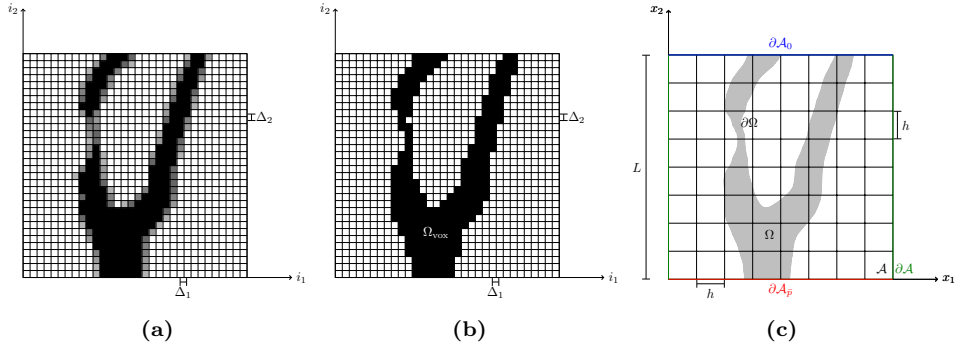 i₂
Δ₂
i₁
Δ₁
(a)
i₂
Δ₂
Ω_vox
i₁
Δ₁
(b)
x₂
∂𝒜₀
∂Ω
h
L
Ω
𝒜
∂𝒜
x₁
h
∂𝒜_p̄
(c)